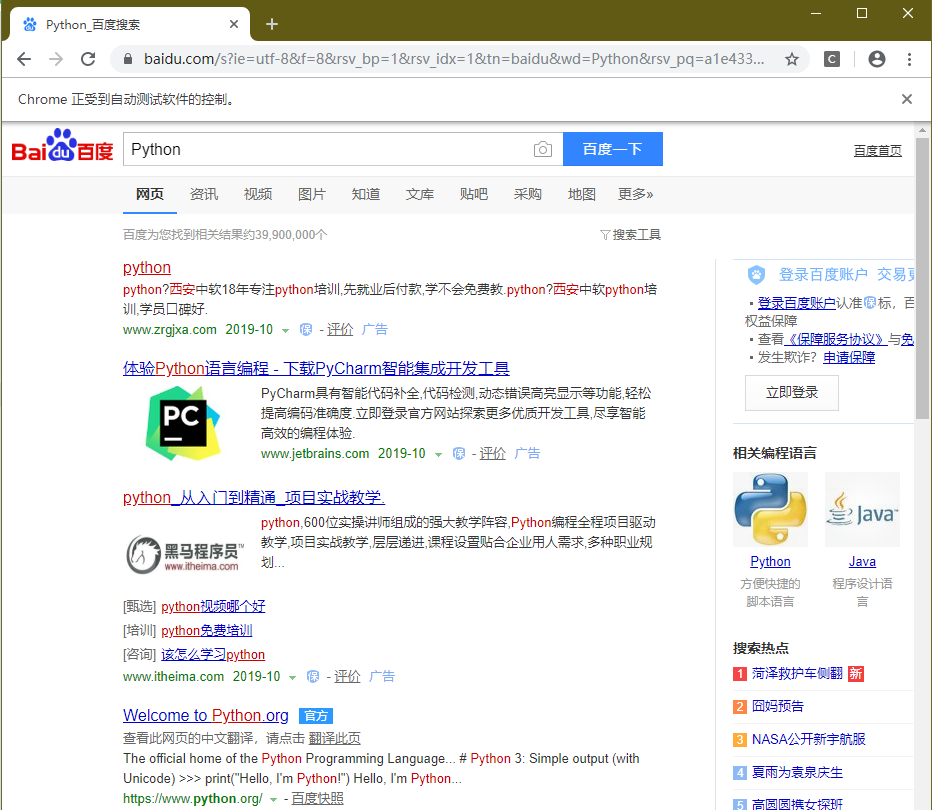 Python_百度搜索
baidu.com/s?ie=utf-8&f=8&rsv_bp=1&rsv_idx=1&tn=baidu&wd=Python&rsv_pq=a1e433...
C
Chrome 正受到自动测试软件的控制。
Bai du 百度
Python
百度一下
百度首页
网页 资讯 视频 图片 知道 文库 贴吧 采购 地图 更多»
百度为您找到相关结果约39,900,000个
搜索工具
python
python?西安中软18年专注python培训,先就业后付款,学不会免费教.python?西安中软python培
训,学员口碑好.
www.zrgjxa.com 2019-10 保 - 评价 广告
体验Python语言编程 - 下载PyCharm智能集成开发工具
PC
PyCharm具有智能代码补全,代码检测,动态错误高亮显示等功能,轻松
提高编码准确度.立即登录官方网站探索更多优质开发工具,尽享智能
高效的编程体验.
www.jetbrains.com 2019-10 保 - 评价 广告
python_从入门到精通_项目实战教学.
黑马程序员™
www.itheima.com
python,600位实操讲师组成的强大教学阵容,Python编程全程项目驱动
教学,项目实战教学,层层递进,课程设置贴合企业用人需求,多种职业规
划...
[甄选] python视频哪个好
[培训] python免费培训
[咨询] 该怎么学习python
www.itheima.com 2019-10 保 - 评价 广告
Welcome to Python.org 官方
查看此网页的中文翻译，请点击 翻译此页
The official home of the Python Programming Language... # Python 3: Simple output (with
Unicode) >>> print("Hello, I'm Python!") Hello, I'm Python...
https://www.python.org/ - 百度快照
登录百度账户 交易更
登录百度账户认准保标，百
权益保障
查看《保障服务协议》与免
发生欺诈？申请保障
立即登录
相关编程语言
Java™
Python
Java
方便快捷的
脚本语言
程序设计语
言
搜索热点
1 菏泽救护车侧翻 新
2 囧妈预告
3 NASA公开新宇航服
4 夏雨为袁泉庆生
5 高圆圆携女探班